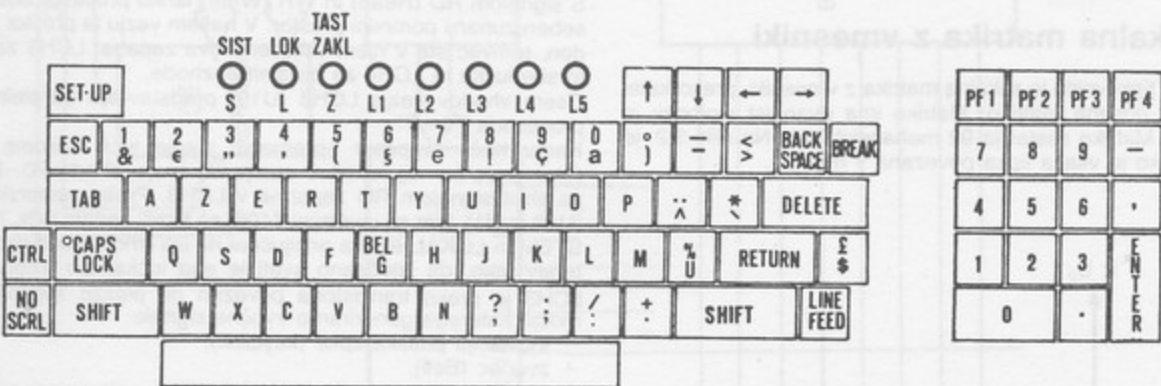 TAST
SIST LOK ZAKL
SET-UP ↑ ↓ ← → PF1 PF2 PF3 PF4
S L Z L1 L2 L3 L4 L5
ESC 1 & 2 € 3 ,, 4 ' 5 ( 6 § 7 e 8 ! 9 ç 0 a ° ) — – > < BACK SPACE BREAK 7 8 9 -
TAB A Z E R T Y U I O P ¨ ^ * \ DELETE 4 5 6 ,
CTRL °CAPS LOCK Q S D F BEL G H J K L M % Ù RETURN £ $ 1 2 3 ENTER
NO SCRL SHIFT W X C V B N ? , . ; / : + SHIFT LINE FEED 0 .